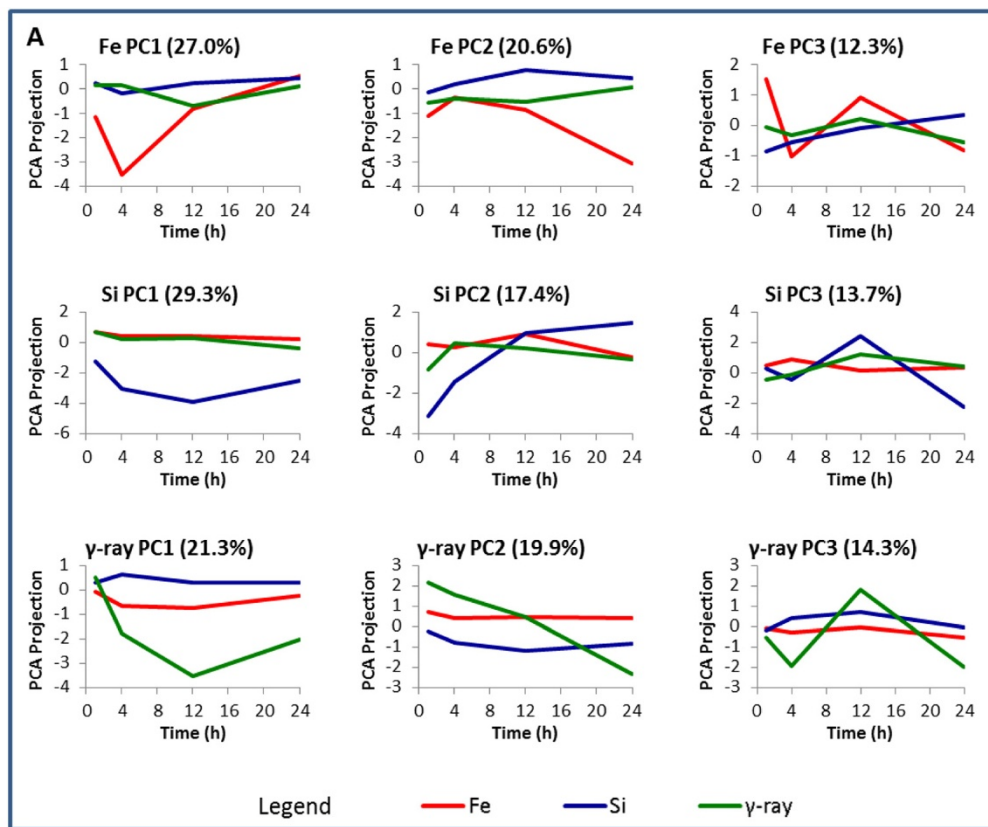 A
Fe PC1 (27.0%)
Fe PC2 (20.6%)
Fe PC3 (12.3%)
PCA Projection
1
0
-1
-2
-3
-4
0 4 8 12 16 20 24
Time (h)
PCA Projection
1
0
-1
-2
-3
-4
0 4 8 12 16 20 24
Time (h)
PCA Projection
2
1
0
-1
2
0 4 8 12 16 20 24
Time (h)
Si PC1 (29.3%)
Si PC2 (17.4%)
Si PC3 (13.7%)
PCA Projection
2
0
-2
-4
-6
0 4 8 12 16 20 24
Time (h)
PCA Projection
2
0
-2
-4
0 4 8 12 16 20 24
Time (h)
PCA Projection
4
2
0
-2
-4
0 4 8 12 16 20 24
Time (h)
γ-ray PC1 (21.3%)
γ-ray PC2 (19.9%)
γ-ray PC3 (14.3%)
PCA Projection
1
0
-1
-2
-3
-4
0 4 8 12 16 20 24
Time (h)
PCA Projection
3
2
1
0
-1
-2
-3
0 4 8 12 16 20 24
Time (h)
PCA Projection
3
2
1
0
-1
-2
-3
0 4 8 12 16 20 24
Time (h)
Legend
Fe
Si
γ-ray